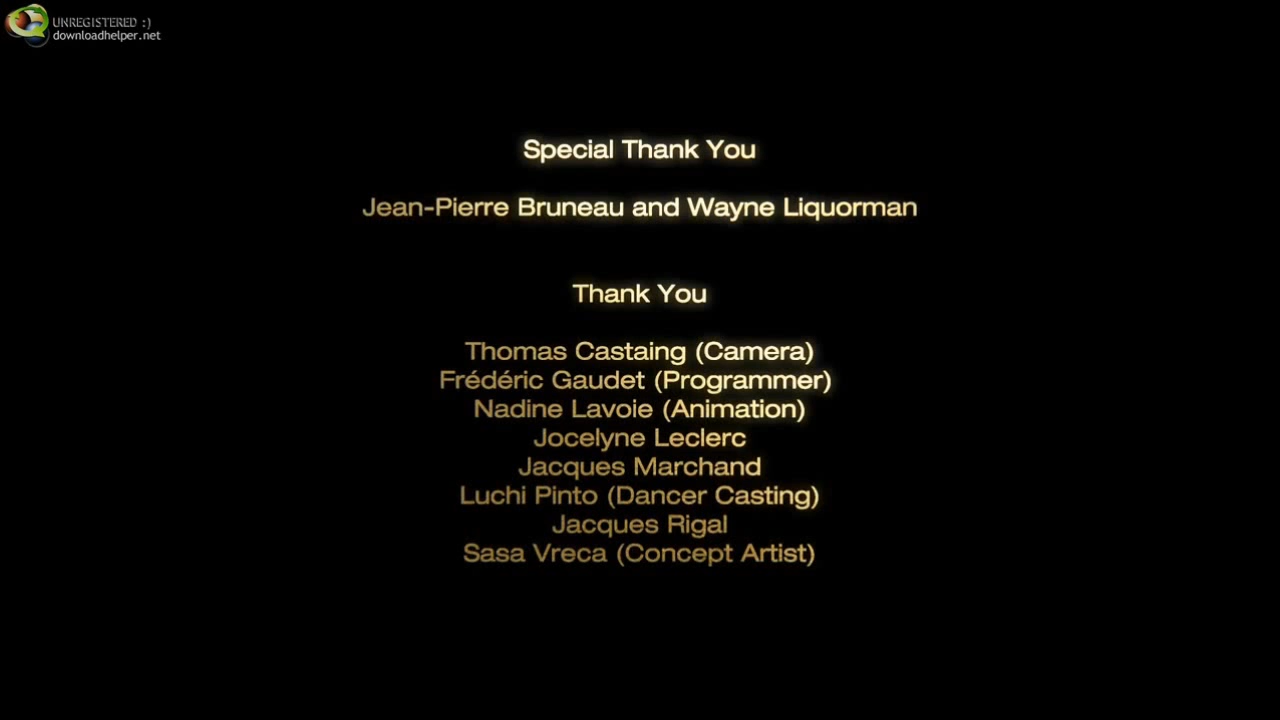 UNREGISTERED :)
downloadhelper.net
Special Thank You
Jean-Pierre Bruneau and Wayne Liquorman
Thank You
Thomas Castaing (Camera)
Frédéric Gaudet (Programmer)
Nadine Lavoie (Animation)
Jocelyne Leclerc
Jacques Marchand
Luchi Pinto (Dancer Casting)
Jacques Rigal
Sasa Vreca (Concept Artist)